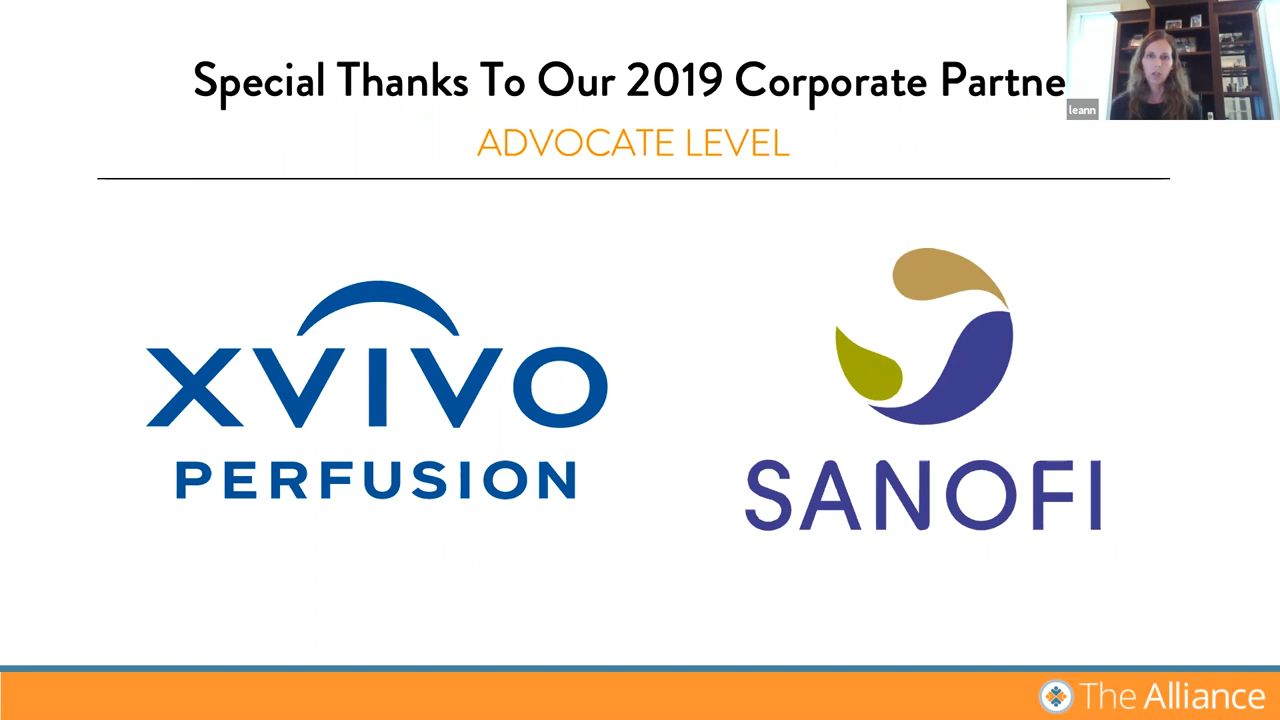 Special Thanks To Our 2019 Corporate Partne
leann
ADVOCATE LEVEL
XVIVO
PERFUSION
SANOFI
The Alliance